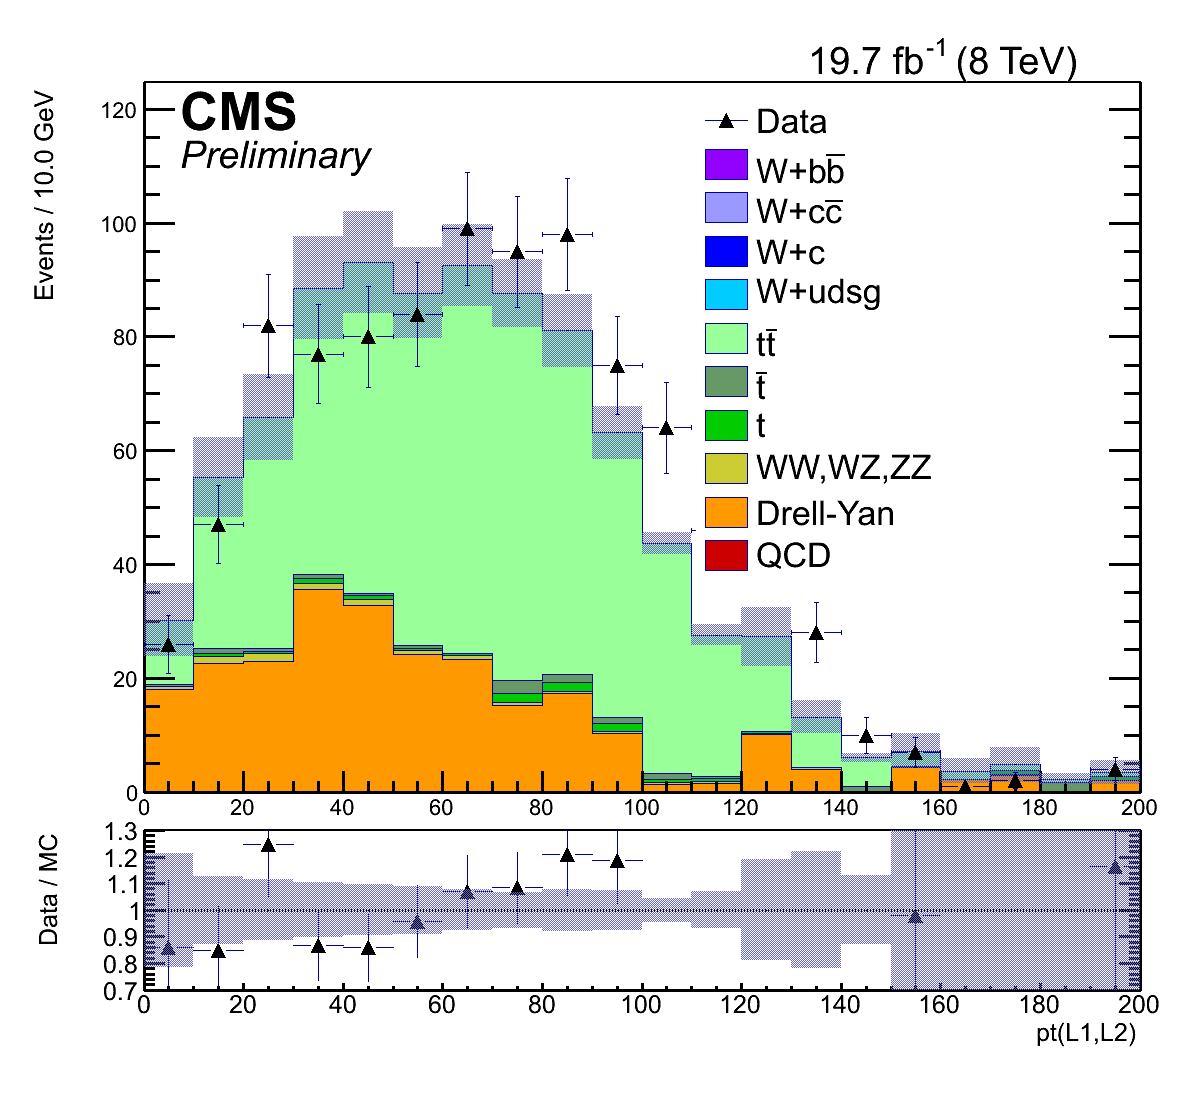 19.7 fb⁻¹ (8 TeV)
CMS
Preliminary
Events / 10.0 GeV
120
100
80
60
40
20
0
Data
W+bb̅
W+cc̅
W+c
W+udsg
tt̅
t̅
t
WW,WZ,ZZ
Drell-Yan
QCD
0 20 40 60 80 100 120 140 160 180 200
Data / MC
1.3
1.2
1.1
1
0.9
0.8
0.7
0 20 40 60 80 100 120 140 160 180 200
pt(L1,L2)